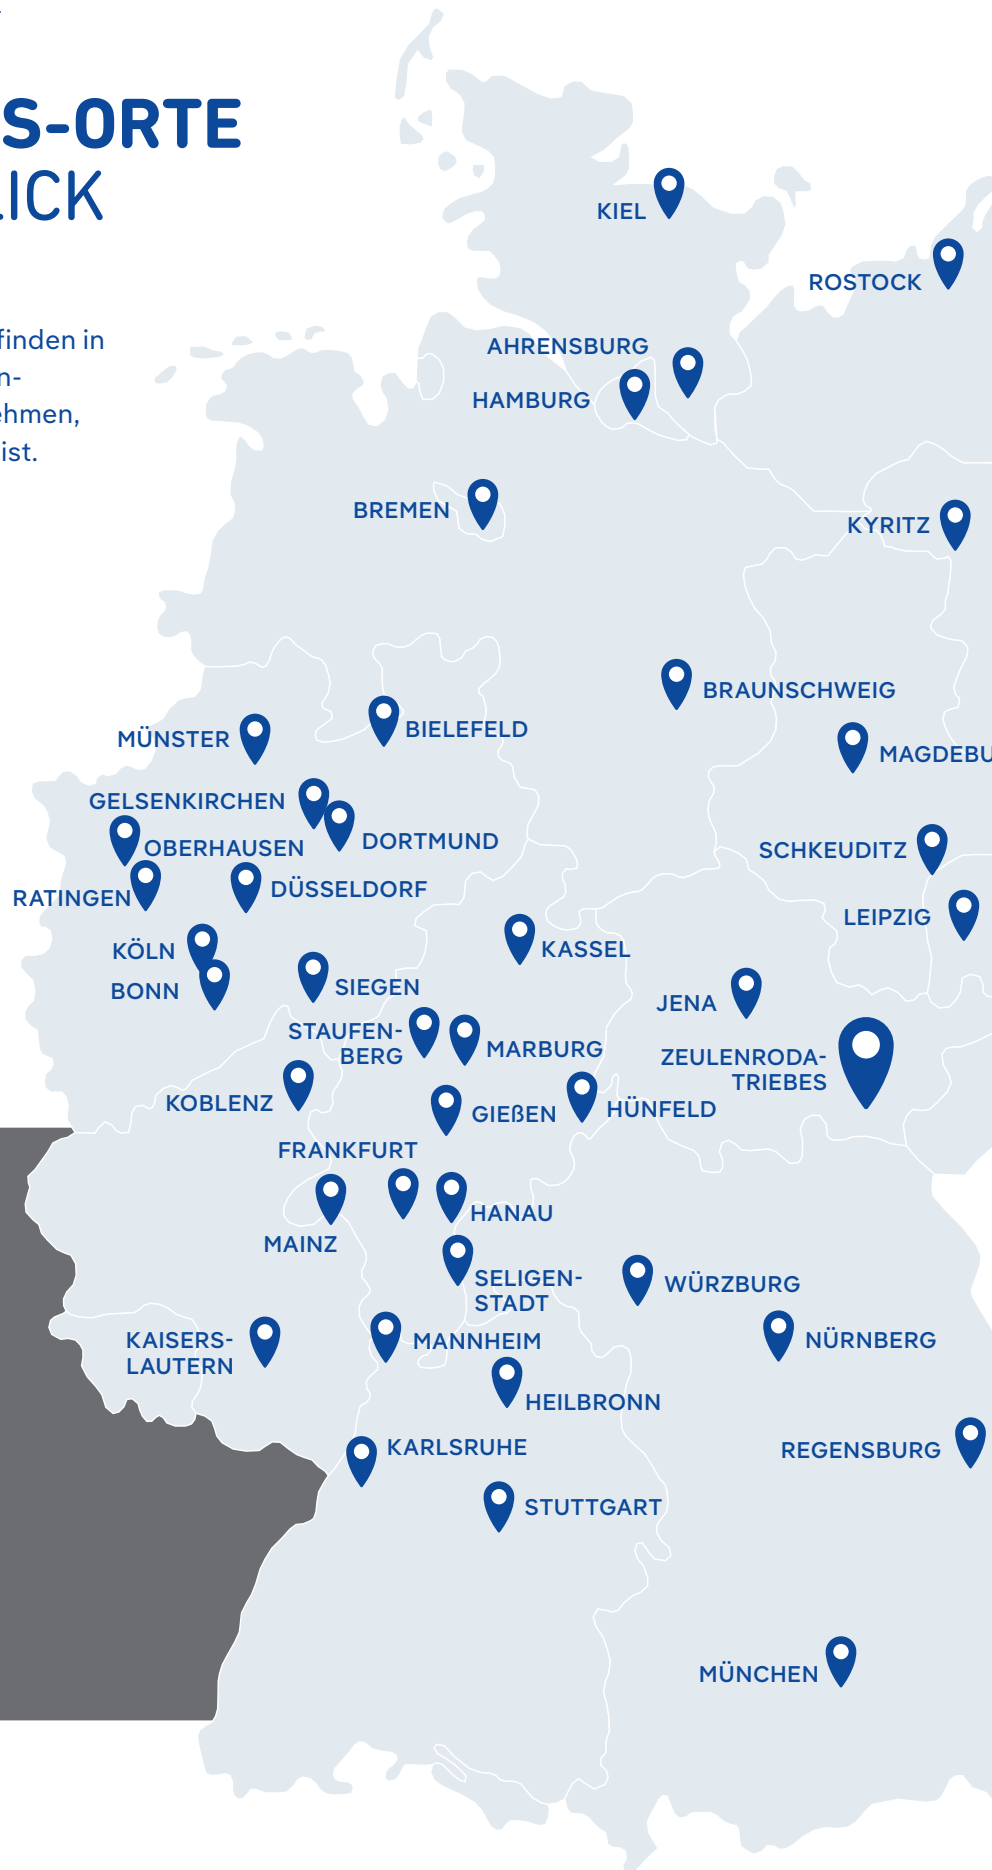 S-ORTE
LICK
finden in
n-
ehmen,
ist.
KIEL
ROSTOCK
AHRENSBURG
HAMBURG
BREMEN
KYRITZ
BRAUNSCHWEIG
MÜNSTER
BIELEFELD
MAGDEBU
GELSENKIRCHEN
DORTMUND
OBERHAUSEN
SCHKEUDITZ
RATINGEN
DÜSSELDORF
LEIPZIG
KÖLN
KASSEL
BONN
SIEGEN
JENA
STAUFEN-
BERG
MARBURG
ZEULENRODA-
TRIEBES
KOBLENZ
GIEßEN
HÜNFELD
FRANKFURT
HANAU
MAINZ
SELIGEN-
STADT
WÜRZBURG
KAISERS-
LAUTERN
MANNHEIM
NÜRNBERG
HEILBRONN
KARLSRUHE
REGENSBURG
STUTTGART
MÜNCHEN